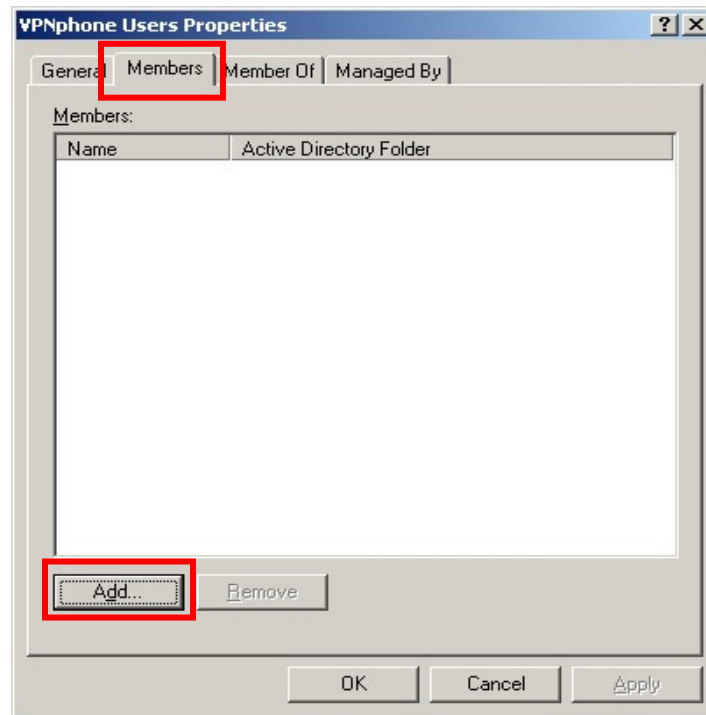 VPNphone Users Properties
General Members Member Of Managed By
Members:
Name Active Directory Folder
Add... Remove
OK Cancel Apply